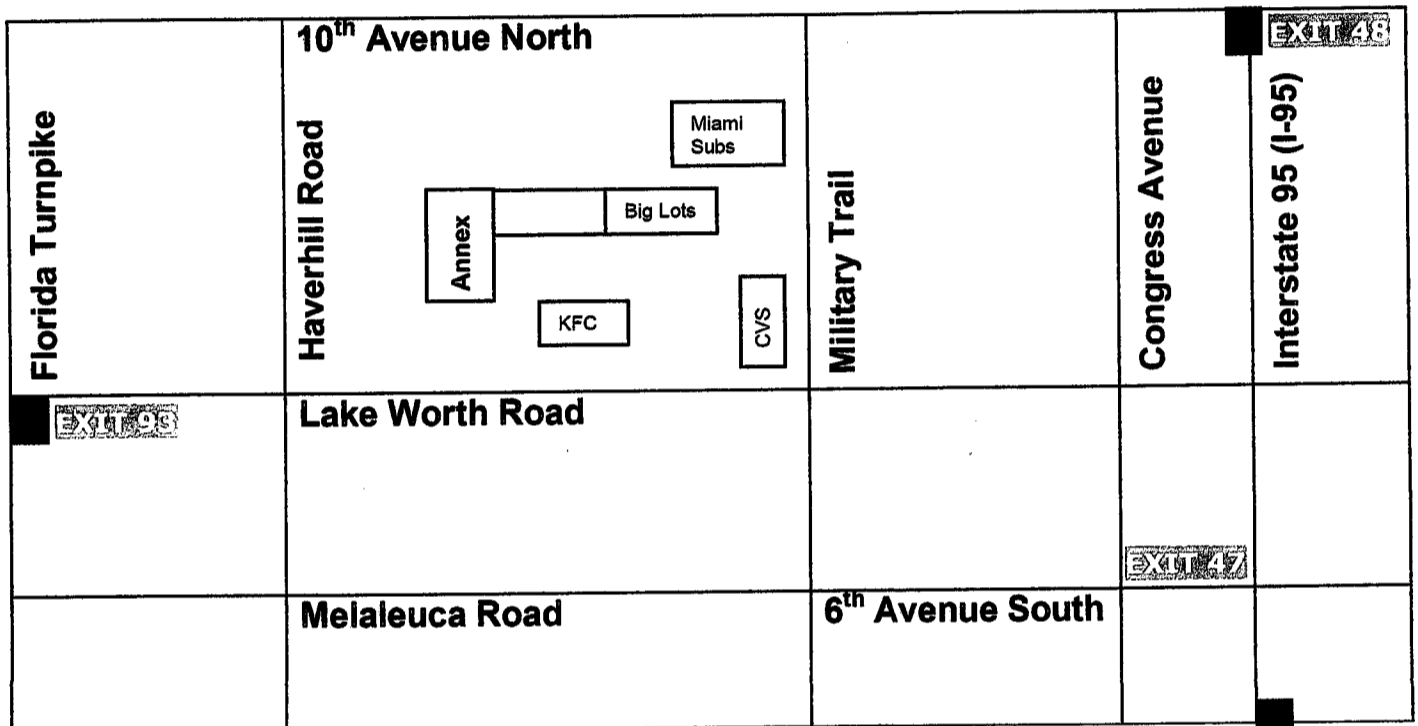 10th Avenue North
EXIT 48
Florida Turnpike
Haverhill Road
Miami
Subs
Annex
Big Lots
KFC
CVS
Military Trail
Congress Avenue
Interstate 95 (I-95)
EXIT 93
Lake Worth Road
EXIT 47
Melaleuca Road
6th Avenue South